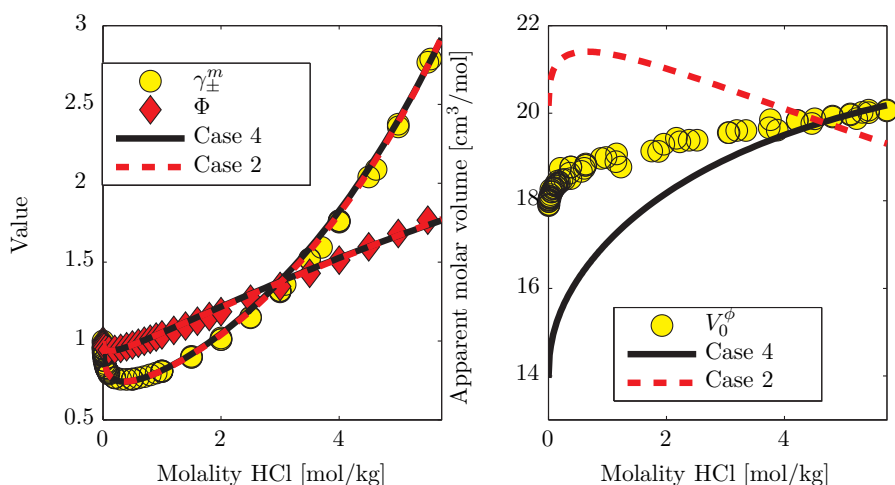 3
2.5
2
1.5
1
0.5
0
2
4
Value
Molality HCl [mol/kg]
γ±^m
Φ
Case 4
Case 2
22
20
18
16
14
0
2
4
Apparent molar volume [cm³/mol]
Molality HCl [mol/kg]
V₀^ϕ
Case 4
Case 2